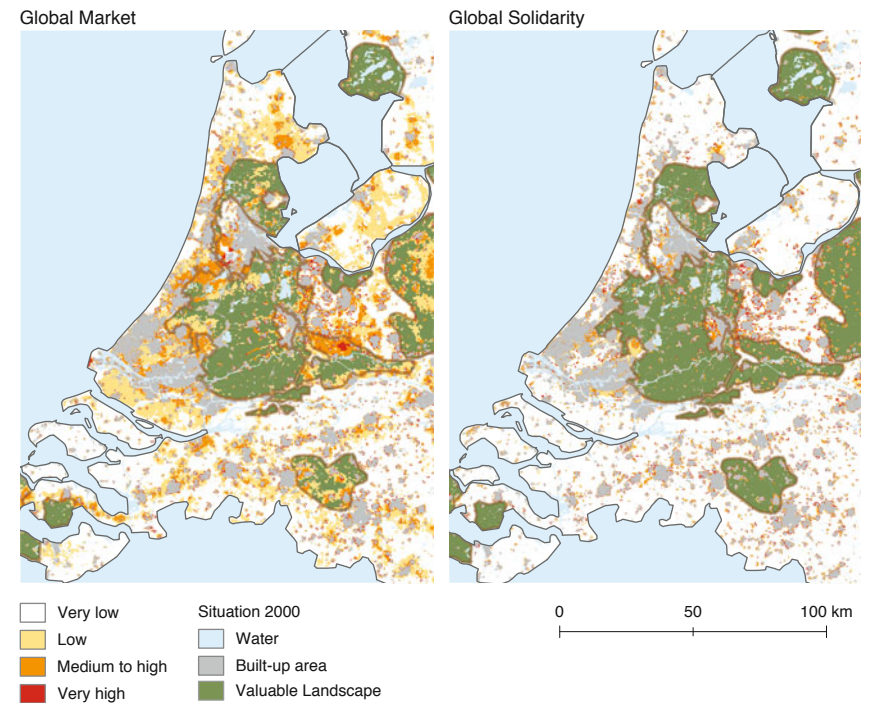 Global Market
Global Solidarity
Very low
Low
Medium to high
Very high
Situation 2000
Water
Built-up area
Valuable Landscape
0 50 100 km